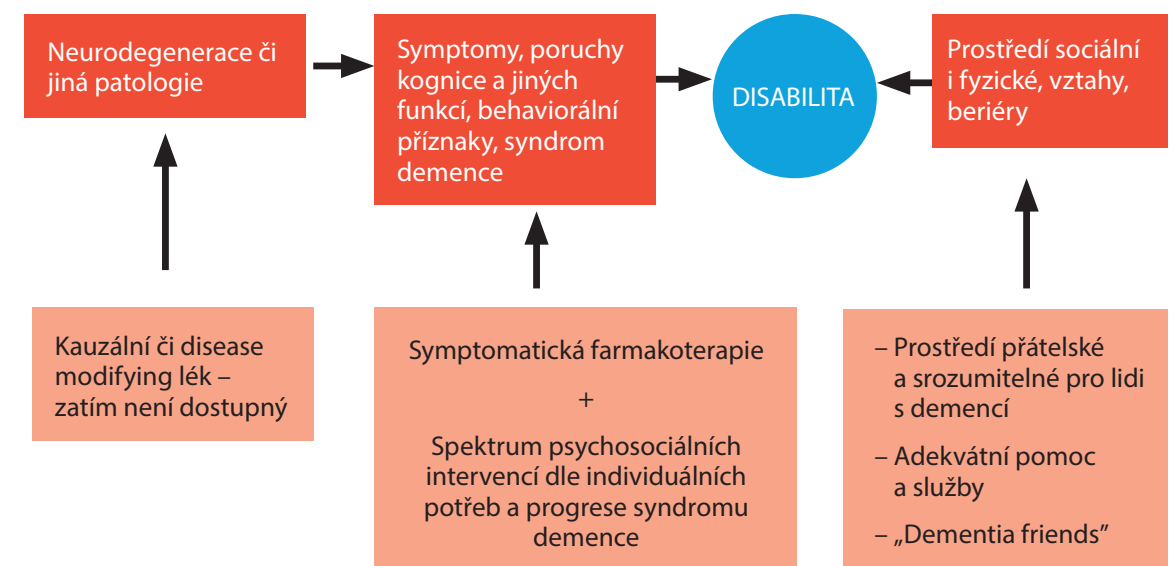 Neurodegenerace či
jiná patologie
Symptomy, poruchy
kognice a jiných
funkcí, behaviorální
příznaky, syndrom
demence
DISABILITA
Prostředí sociální
i fyzické, vztahy,
beriéry
Kauzální či disease
modifying lék –
zatím není dostupný
Symptomatická farmakoterapie
+
Spektrum psychosociálních
intervencí dle individuálních
potřeb a progrese syndromu
demence
– Prostředí přátelské
a srozumitelné pro lidi
s demencí
– Adekvátní pomoc
a služby
– „Dementia friends”